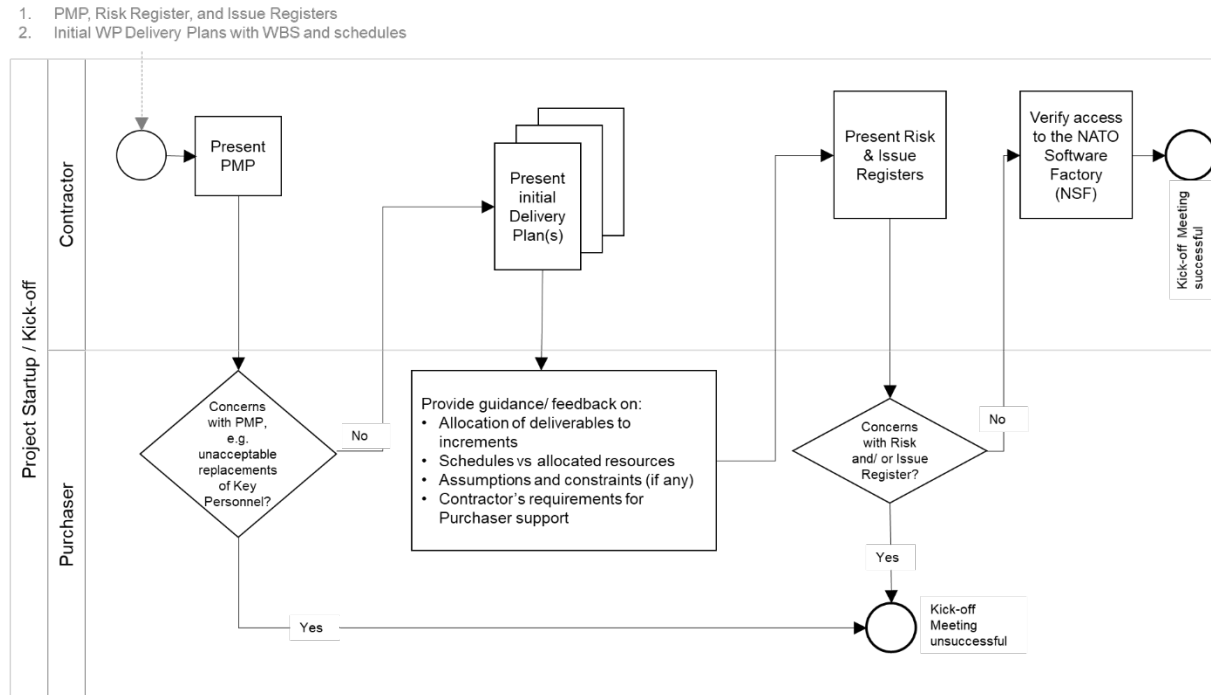 1. PMP, Risk Register, and Issue Registers
2. Initial WP Delivery Plans with WBS and schedules
Project Startup / Kick-off
Contractor
Present
PMP
Present
initial
Delivery
Plan(s)
Present Risk
& Issue
Registers
Verify access
to the NATO
Software
Factory
(NSF)
Kick-off Meeting
successful
Purchaser
Concerns
with PMP,
e.g.
unacceptable
replacements
of Key
Personnel?
No
Yes
Provide guidance/ feedback on:
• Allocation of deliverables to
increments
• Schedules vs allocated resources
• Assumptions and constraints (if any)
• Contractor's requirements for
Purchaser support
Concerns
with Risk
and/ or Issue
Register?
No
Yes
Kick-off
Meeting
unsuccessful